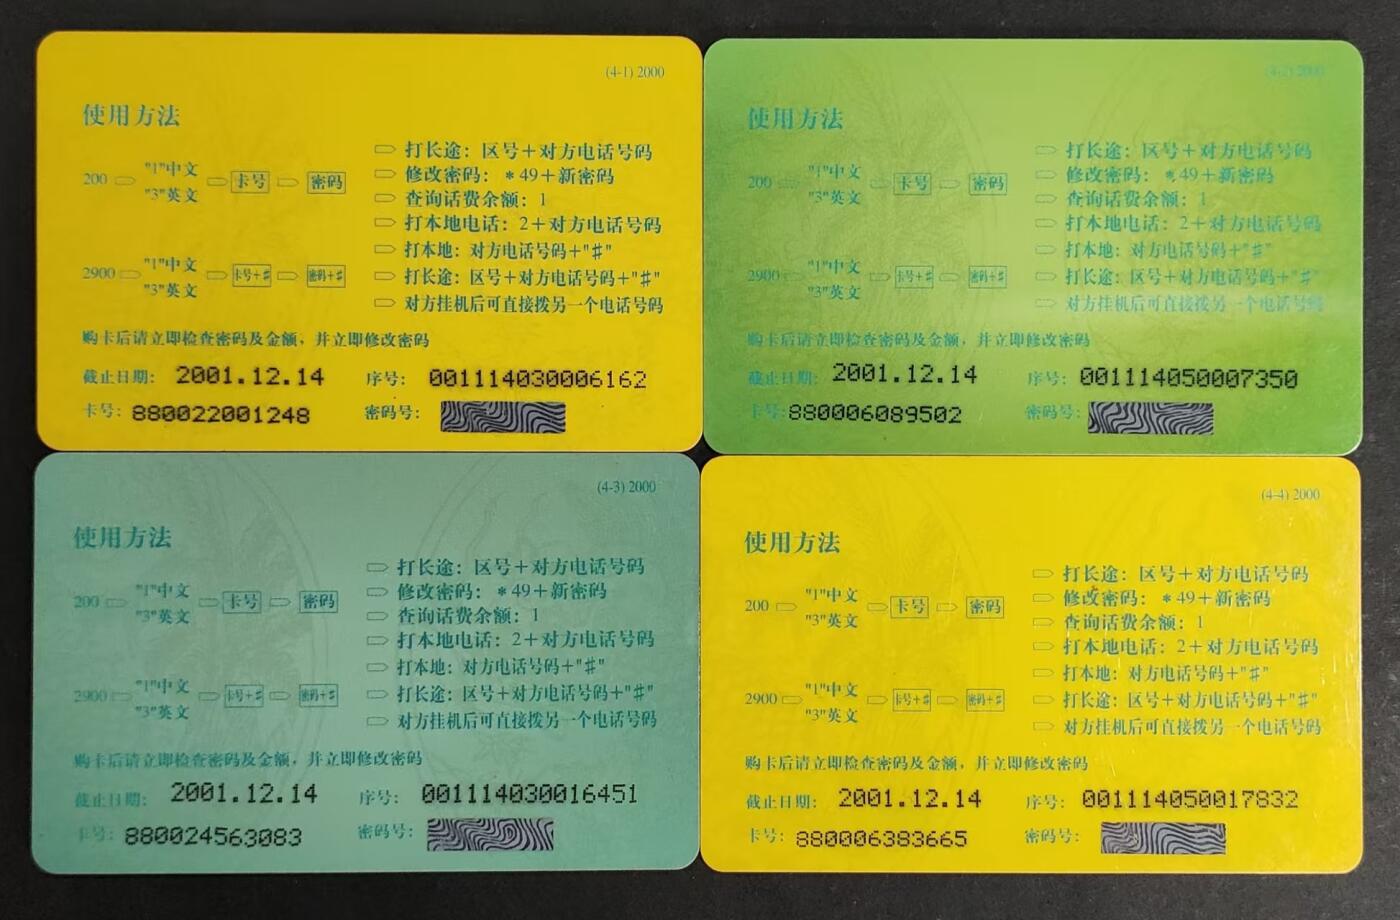 (4-1) 2000
使用方法
200 "1"中文 "3"英文 卡号 密码
2900 "1"中文 "3"英文 卡号+# 密码+#
打长途：区号+对方电话号码
修改密码：*49+新密码
查询话费余额：1
打本地电话：2+对方电话号码
打本地：对方电话号码+"#"
打长途：区号+对方电话号码+"#"
对方挂机后可直接拨另一个电话号码
购卡后请立即检查密码及金额，并立即修改密码
截止日期：2001.12.14 序号：001114030006162
卡号：880022001248 密码号：
(4-2) 2000
使用方法
200 "1"中文 "3"英文 卡号 密码
2900 "1"中文 "3"英文 卡号+# 密码+#
打长途：区号+对方电话号码
修改密码：*49+新密码
查询话费余额：1
打本地电话：2+对方电话号码
打本地：对方电话号码+"#"
打长途：区号+对方电话号码+"#"
对方挂机后可直接拨另一个电话号码
购卡后请立即检查密码及金额，并立即修改密码
截止日期：2001.12.14 序号：001114050007350
卡号：880006089502 密码号：
(4-3) 2000
使用方法
200 "1"中文 "3"英文 卡号 密码
2900 "1"中文 "3"英文 卡号+# 密码+#
打长途：区号+对方电话号码
修改密码：*49+新密码
查询话费余额：1
打本地电话：2+对方电话号码
打本地：对方电话号码+"#"
打长途：区号+对方电话号码+"#"
对方挂机后可直接拨另一个电话号码
购卡后请立即检查密码及金额，并立即修改密码
截止日期：2001.12.14 序号：001114030016451
卡号：880024563083 密码号：
(4-4) 2000
使用方法
200 "1"中文 "3"英文 卡号 密码
2900 "1"中文 "3"英文 卡号+# 密码+#
打长途：区号+对方电话号码
修改密码：*49+新密码
查询话费余额：1
打本地电话：2+对方电话号码
打本地：对方电话号码+"#"
打长途：区号+对方电话号码+"#"
对方挂机后可直接拨另一个电话号码
购卡后请立即检查密码及金额，并立即修改密码
截止日期：2001.12.14 序号：001114050017832
卡号：880006383665 密码号：